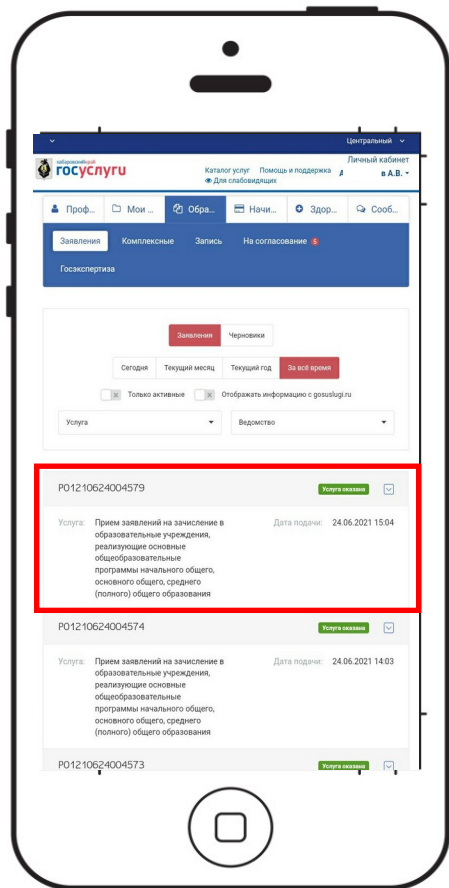 Центральный
хабаровский край
госуслуги
Каталог услуг Помощь и поддержка
Для слабовидящих
Личный кабинет
в А.В.
Проф... Мои ... Обра... Начи... Здор... Сооб...
Заявления Комплексные Запись На согласование 5
Госэкспертиза
Заявления Черновики
Сегодня Текущий месяц Текущий год За всё время
Только активные Отображать информацию с gosuslugi.ru
Услуга Ведомство
P01210624004579 Услуга оказана
Услуга: Прием заявлений на зачисление в Дата подачи: 24.06.2021 15:04
образовательные учреждения,
реализующие основные
общеобразовательные
программы начального общего,
основного общего, среднего
(полного) общего образования
P01210624004574 Услуга оказана
Услуга: Прием заявлений на зачисление в Дата подачи: 24.06.2021 14:03
образовательные учреждения,
реализующие основные
общеобразовательные
программы начального общего,
основного общего, среднего
(полного) общего образования
P01210624004573 Услуга оказана